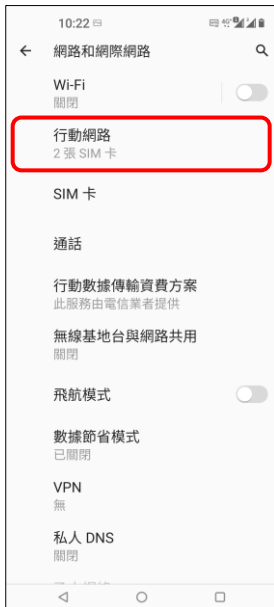 10:22
網路和網際網路
Wi-Fi
關閉
行動網路
2 張 SIM 卡
SIM 卡
通話
行動數據傳輸資費方案
此服務由電信業者提供
無線基地台與網路共用
關閉
飛航模式
數據節省模式
已關閉
VPN
無
私人 DNS
關閉